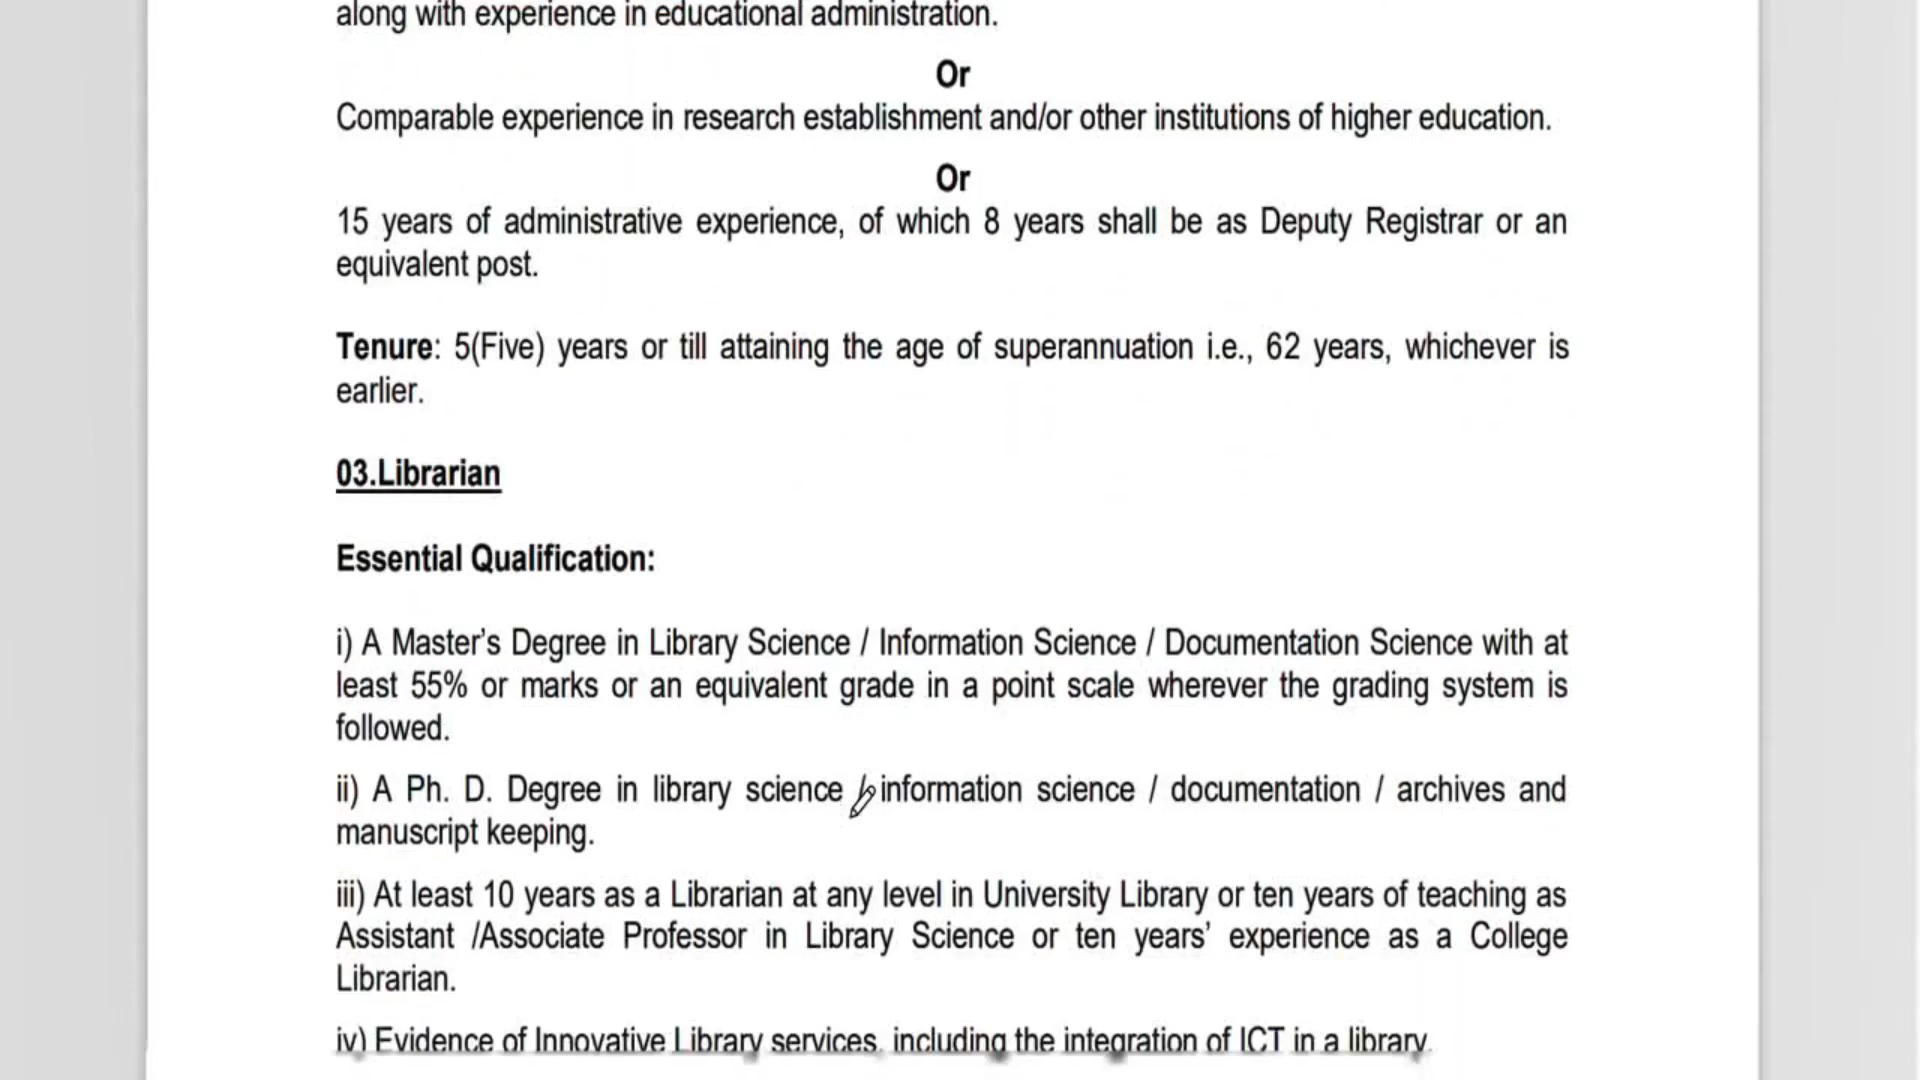 along with experience in educational administration.
Or
Comparable experience in research establishment and/or other institutions of higher education.
Or
15 years of administrative experience, of which 8 years shall be as Deputy Registrar or an
equivalent post.
Tenure: 5(Five) years or till attaining the age of superannuation i.e., 62 years, whichever is
earlier.
03.Librarian
Essential Qualification:
i) A Master’s Degree in Library Science / Information Science / Documentation Science with at
least 55% or marks or an equivalent grade in a point scale wherever the grading system is
followed.
ii) A Ph. D. Degree in library science / information science / documentation / archives and
manuscript keeping.
iii) At least 10 years as a Librarian at any level in University Library or ten years of teaching as
Assistant /Associate Professor in Library Science or ten years’ experience as a College
Librarian.
iv) Evidence of Innovative Library services, including the integration of ICT in a library.